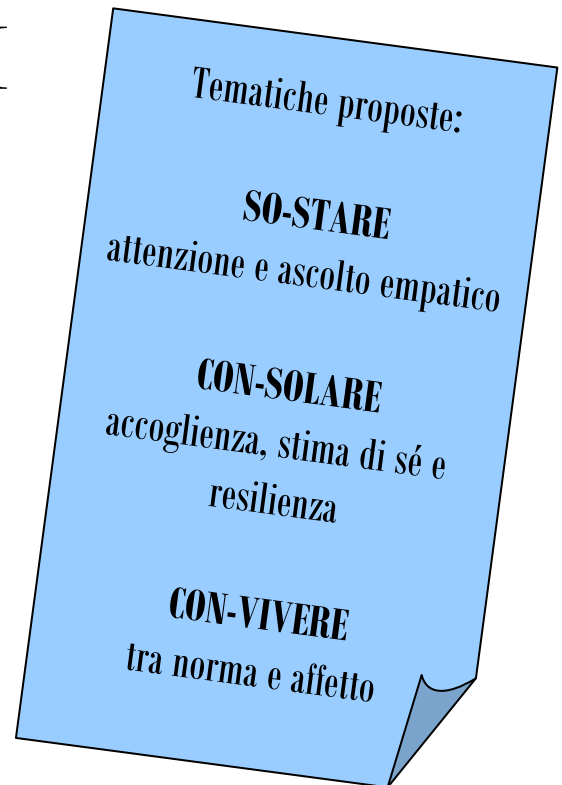 Tematiche proposte:
SO-STARE
attenzione e ascolto empatico
CON-SOLARE
accoglienza, stima di sé e
resilienza
CON-VIVERE
tra norma e affetto